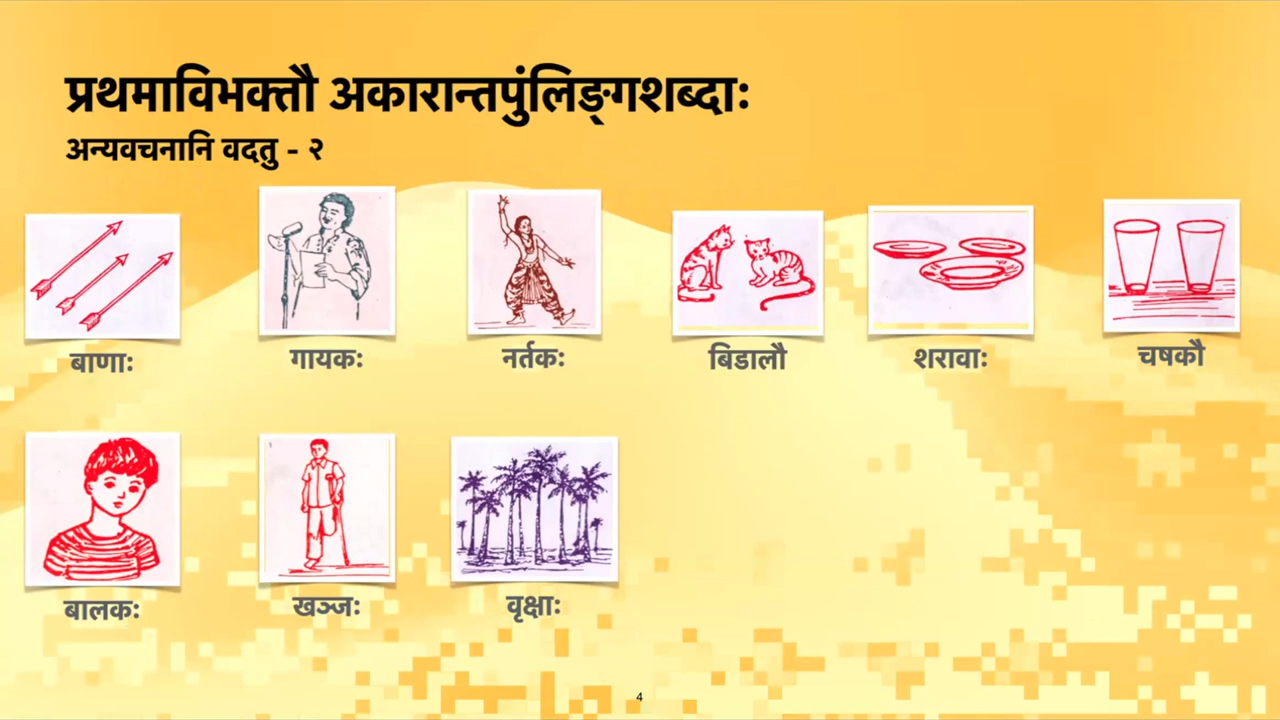 प्रथमाविभक्तौ अकारान्तपुंलिङ्गशब्दाः
अन्यवचनानि वदतु - २
बाणाः गायकः नर्तकः बिडालौ शरावाः चषकौ
बालकः खञ्जः वृक्षाः
4